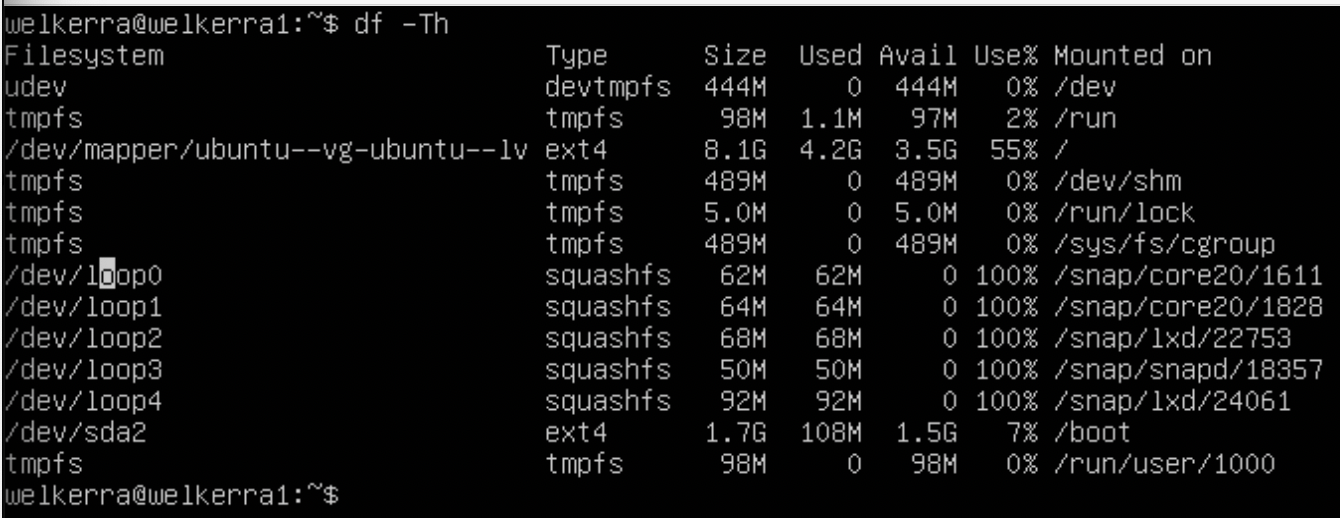 welkerra@welkerra1:~$ df -Th
Filesystem                        Type      Size  Used Avail Use% Mounted on
udev                              devtmpfs  444M     0  444M   0% /dev
tmpfs                             tmpfs      98M  1.1M   97M   2% /run
/dev/mapper/ubuntu--vg-ubuntu--lv ext4      8.1G  4.2G  3.5G  55% /
tmpfs                             tmpfs     489M     0  489M   0% /dev/shm
tmpfs                             tmpfs     5.0M     0  5.0M   0% /run/lock
tmpfs                             tmpfs     489M     0  489M   0% /sys/fs/cgroup
/dev/loop0                        squashfs   62M   62M     0 100% /snap/core20/1611
/dev/loop1                        squashfs   64M   64M     0 100% /snap/core20/1828
/dev/loop2                        squashfs   68M   68M     0 100% /snap/lxd/22753
/dev/loop3                        squashfs   50M   50M     0 100% /snap/snapd/18357
/dev/loop4                        squashfs   92M   92M     0 100% /snap/lxd/24061
/dev/sda2                         ext4      1.7G  108M  1.5G   7% /boot
tmpfs                             tmpfs      98M     0   98M   0% /run/user/1000
welkerra@welkerra1:~$